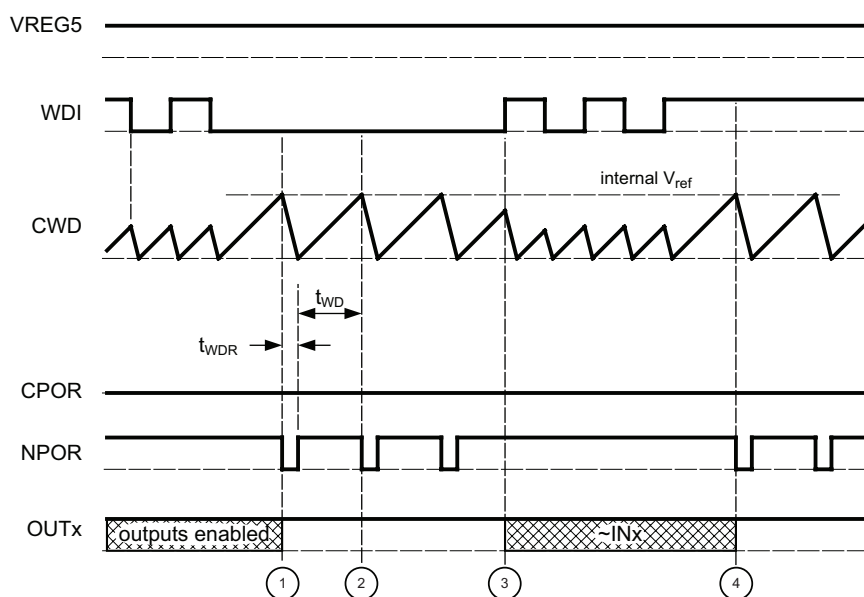 VREG5
WDI
internal Vref
CWD
tWD
tWDR
CPOR
NPOR
OUTx
outputs enabled
~INx
1
2
3
4